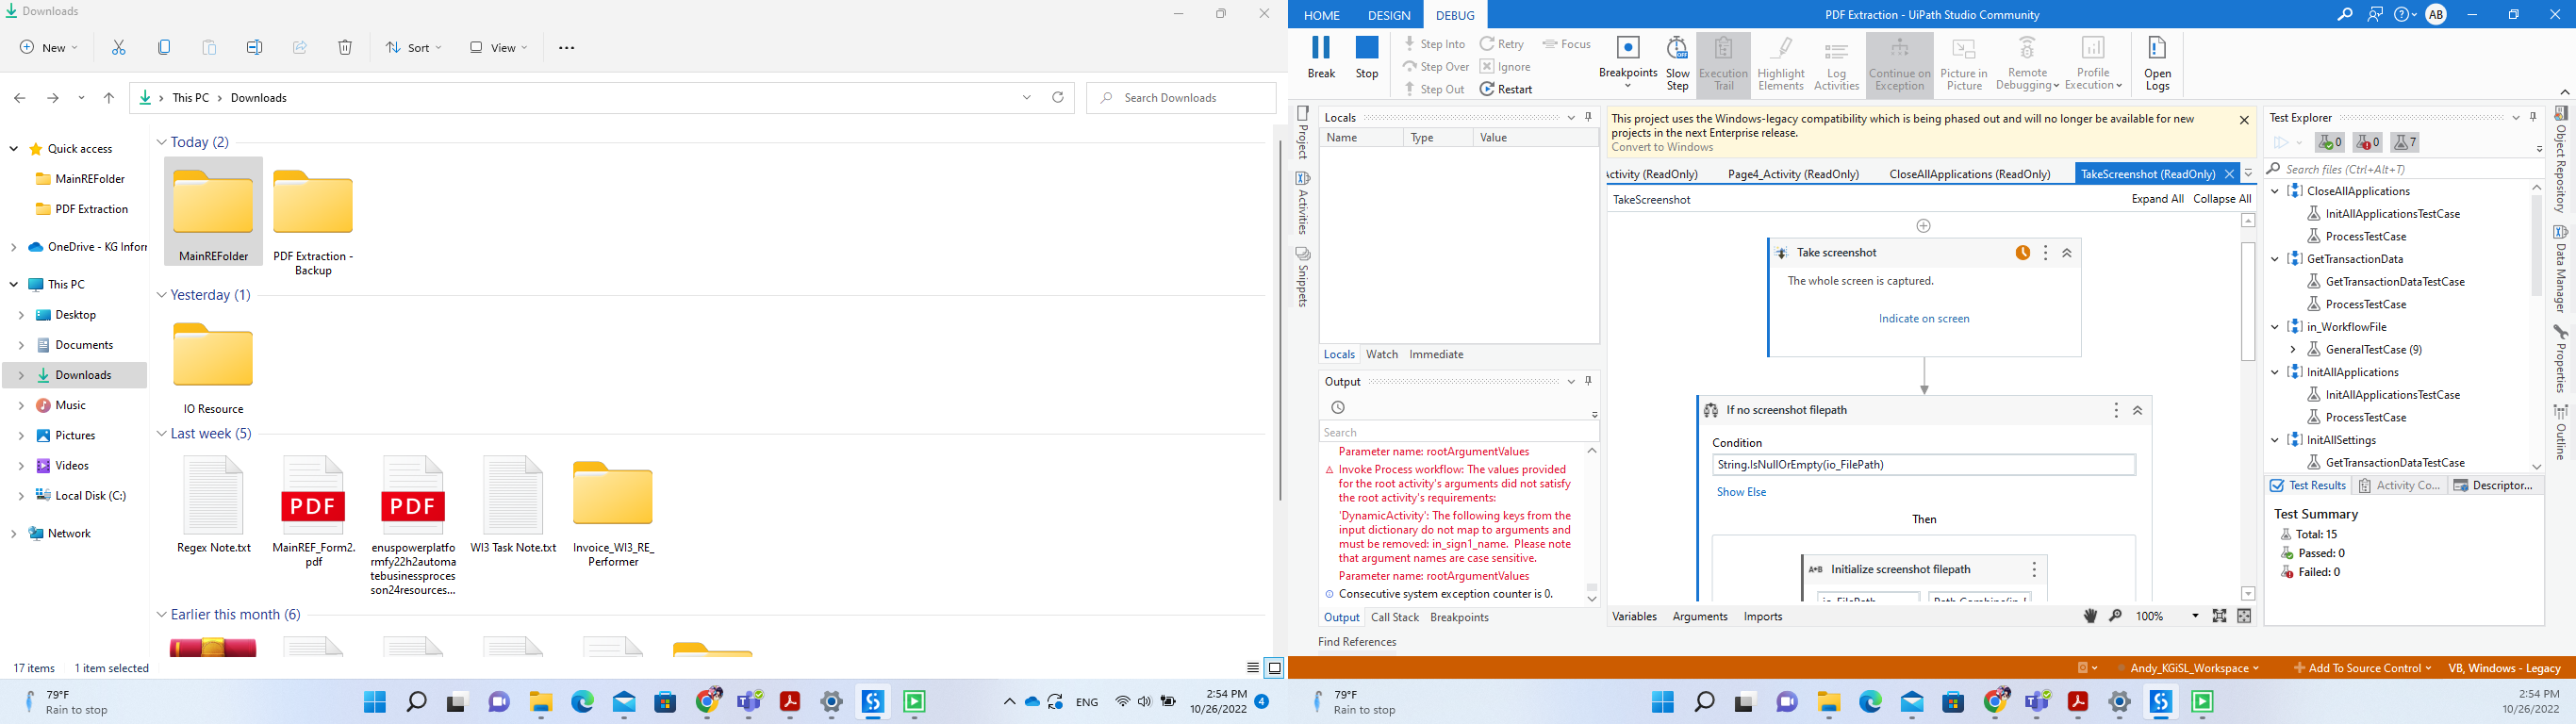 Downloads
New
Sort
View
This PC > Downloads
Search Downloads
Quick access
MainREFolder
PDF Extraction
OneDrive - KG Inforr
This PC
Desktop
Documents
Downloads
Music
Pictures
Videos
Local Disk (C:)
Network
Today (2)
MainREFolder
PDF Extraction -
Backup
Yesterday (1)
IO Resource
Last week (5)
Regex Note.txt
PDF
MainREF_Form2.
pdf
PDF
enuspowerplatfo
rmfy22h2automa
tebusinessproces
son24resources...
WI3 Task Note.txt
Invoice_WI3_RE_
Performer
Earlier this month (6)
17 items
1 item selected
79°F
Rain to stop
ENG
2:54 PM
10/26/2022
4
HOME
DESIGN
DEBUG
PDF Extraction - UiPath Studio Community
AB
Break
Stop
Step Into
Step Over
Step Out
Retry
Ignore
Restart
Focus
Breakpoints
Slow
Step
Execution
Trail
Highlight
Elements
Log
Activities
Continue on
Exception
Picture in
Picture
Remote
Debugging
Profile
Execution
Open
Logs
Project
Activities
Snippets
Locals
Name
Type
Value
Locals
Watch
Immediate
Output
Search
Parameter name: rootArgumentValues
Invoke Process workflow: The values provided
for the root activity's arguments did not satisfy
the root activity's requirements:
'DynamicActivity': The following keys from the
input dictionary do not map to arguments and
must be removed: in_sign1_name.  Please note
that argument names are case sensitive.
Parameter name: rootArgumentValues
Consecutive system exception counter is 0.
Output
Call Stack
Breakpoints
Find References
This project uses the Windows-legacy compatibility which is being phased out and will no longer be available for new
projects in the next Enterprise release.
Convert to Windows
Activity (ReadOnly)
Page4_Activity (ReadOnly)
CloseAllApplications (ReadOnly)
TakeScreenshot (ReadOnly)
TakeScreenshot
Expand All
Collapse All
Take screenshot
The whole screen is captured.
Indicate on screen
If no screenshot filepath
Condition
String.IsNullOrEmpty(io_FilePath)
Show Else
Then
A•B Initialize screenshot filepath
io_FilePath
Variables
Arguments
Imports
100%
Test Explorer
0
0
7
Search files (Ctrl+Alt+T)
CloseAllApplications
InitAllApplicationsTestCase
ProcessTestCase
GetTransactionData
GetTransactionDataTestCase
ProcessTestCase
in_WorkflowFile
GeneralTestCase (9)
InitAllApplications
InitAllApplicationsTestCase
ProcessTestCase
InitAllSettings
GetTransactionDataTestCase
Test Results
Activity Co...
Descriptor...
Test Summary
Total: 15
Passed: 0
Failed: 0
Object Repository
Data Manager
Properties
Outline
Andy_KGiSL_Workspace
Add To Source Control
VB, Windows - Legacy
79°F
Rain to stop
2:54 PM
10/26/2022